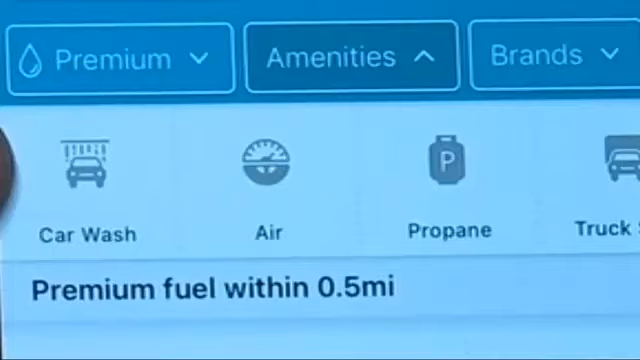 Premium Amenities Brands
Car Wash Air Propane Truck
P
Premium fuel within 0.5mi